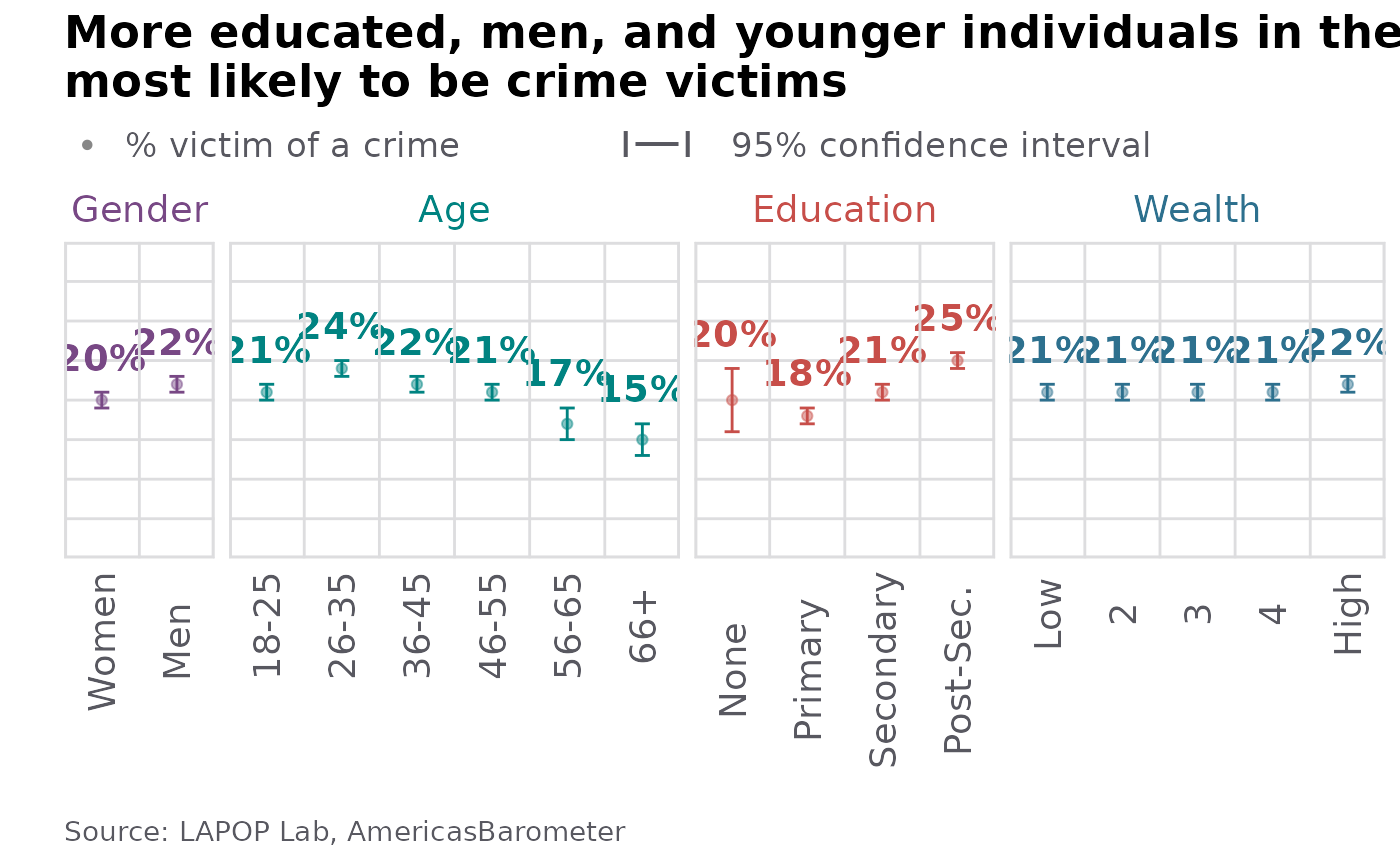 More educated, men, and younger individuals in the
most likely to be crime victims
% victim of a crime 95% confidence interval
Gender Age Education Wealth
20% 22% 21% 24% 22% 21% 17% 15% 20% 18% 21% 25% 21% 21% 21% 21% 22%
Women Men 18-25 26-35 36-45 46-55 56-65 66+ None Primary Secondary Post-Sec. Low 2 3 4 High
Source: LAPOP Lab, AmericasBarometer